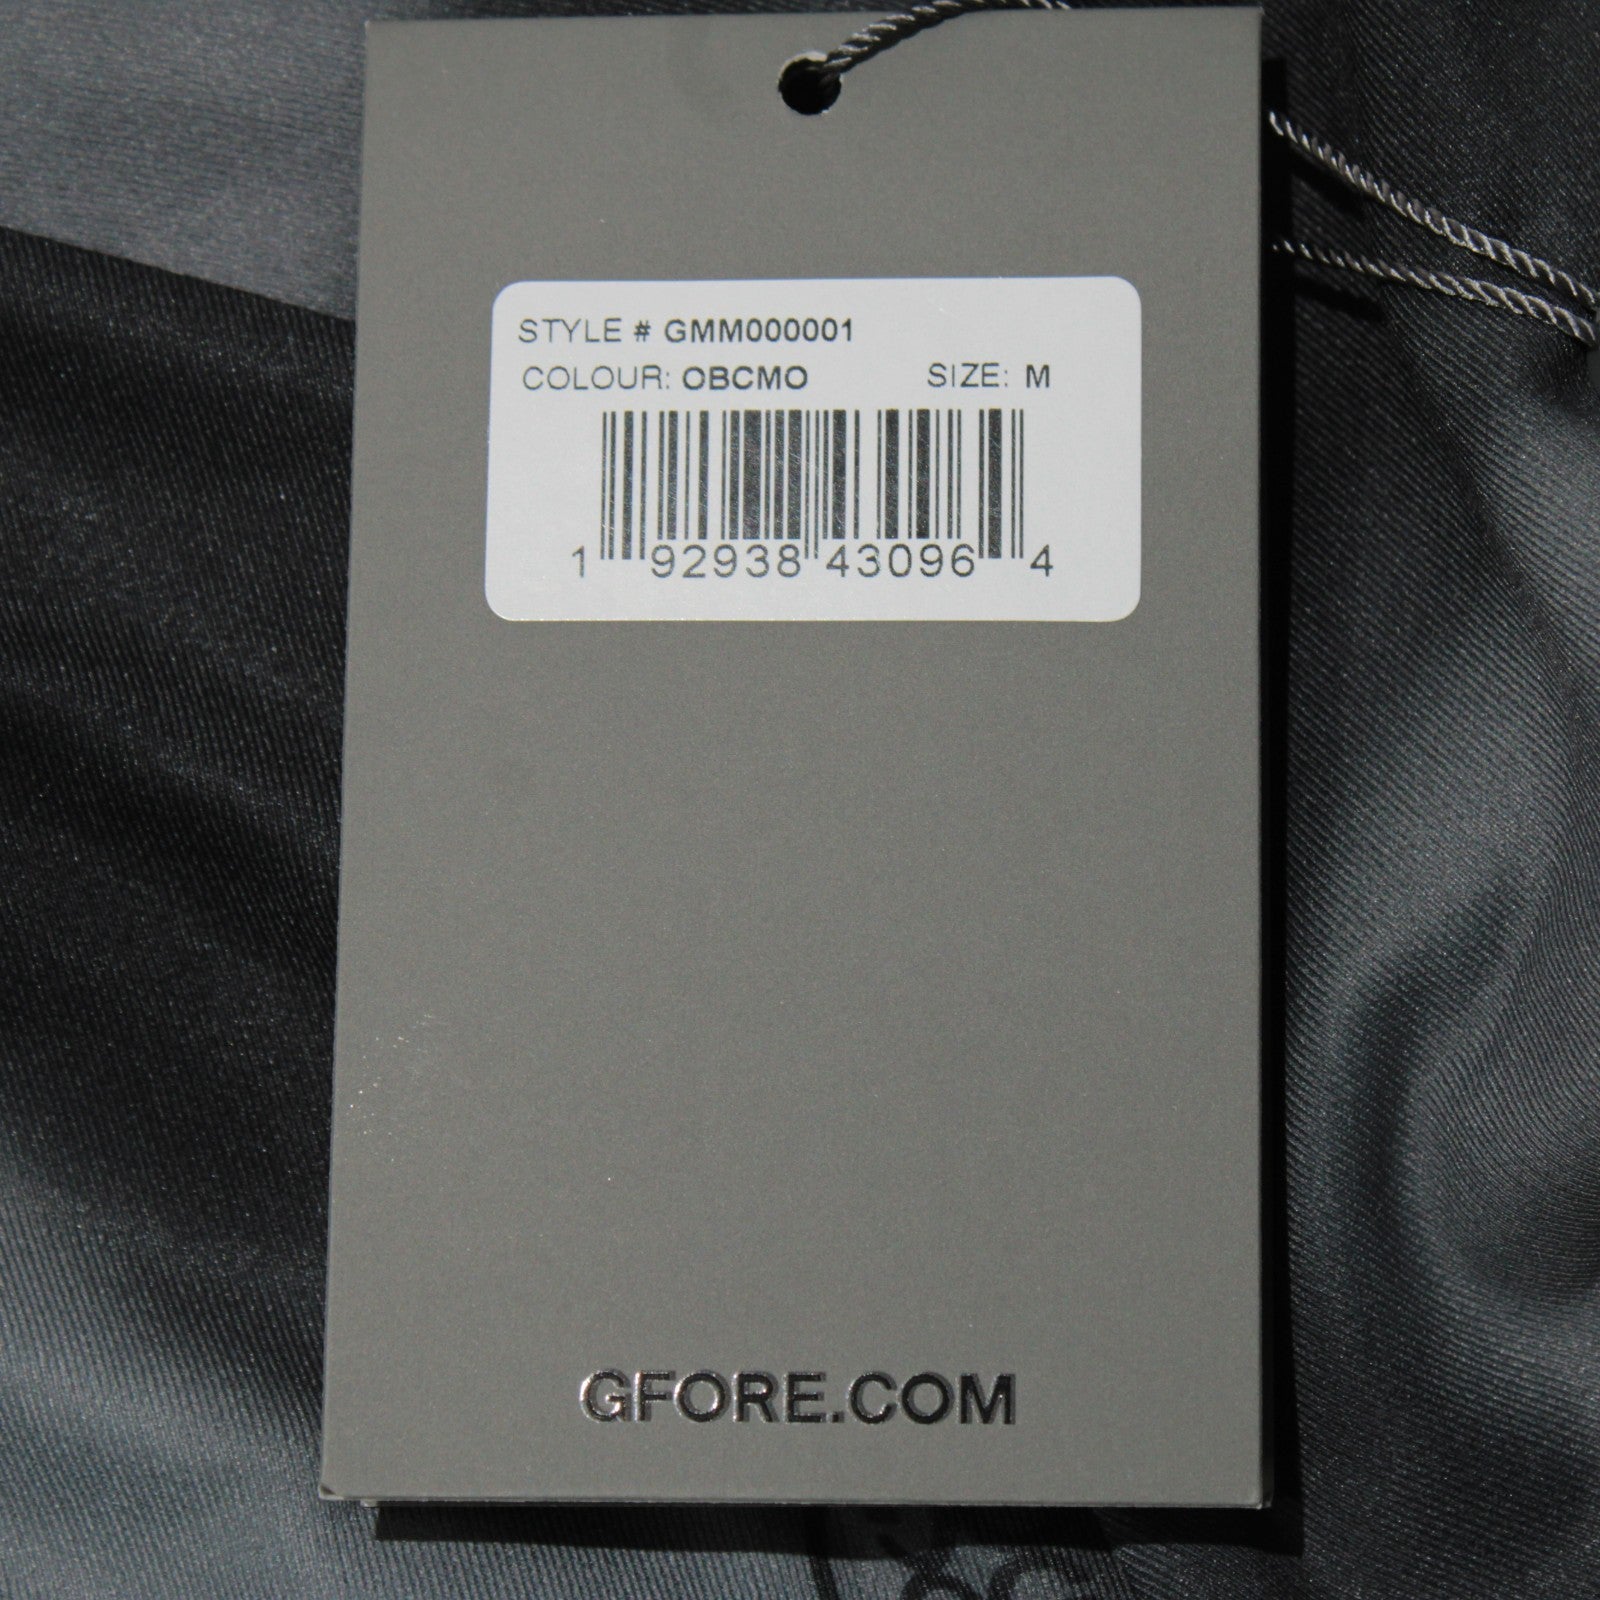 STYLE # GMM000001
COLOUR: OBCMO SIZE: M
1 92938 43096 4
GFORE.COM